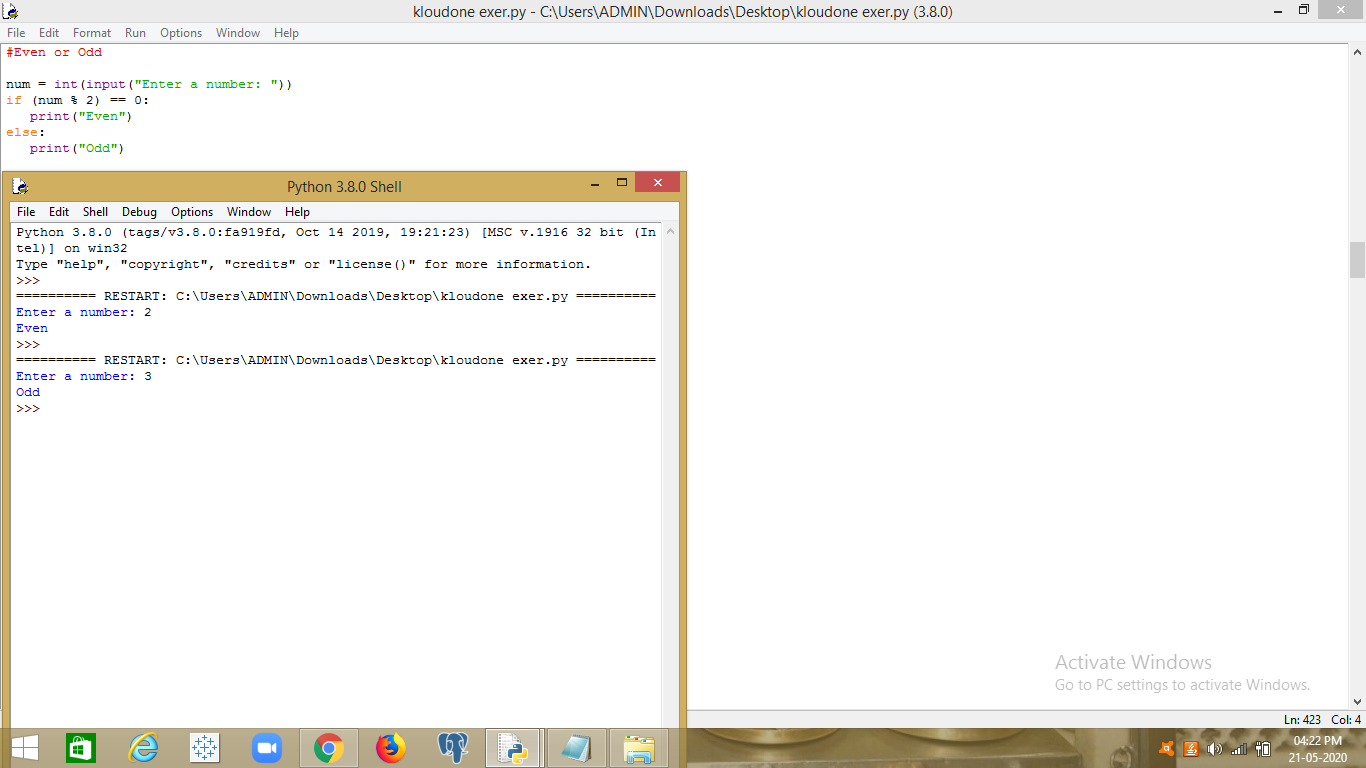 kloudone exer.py - C:\Users\ADMIN\Downloads\Desktop\kloudone exer.py (3.8.0)
File Edit Format Run Options Window Help
#Even or Odd
num = int(input("Enter a number: "))
if (num % 2) == 0:
   print("Even")
else:
   print("Odd")
Python 3.8.0 Shell
File Edit Shell Debug Options Window Help
Python 3.8.0 (tags/v3.8.0:fa919fd, Oct 14 2019, 19:21:23) [MSC v.1916 32 bit (In
tel)] on win32
Type "help", "copyright", "credits" or "license()" for more information.
>>>
========== RESTART: C:\Users\ADMIN\Downloads\Desktop\kloudone exer.py ==========
Enter a number: 2
Even
>>>
========== RESTART: C:\Users\ADMIN\Downloads\Desktop\kloudone exer.py ==========
Enter a number: 3
Odd
>>>
Activate Windows
Go to PC settings to activate Windows.
Ln: 423 Col: 4
04:22 PM
21-05-2020